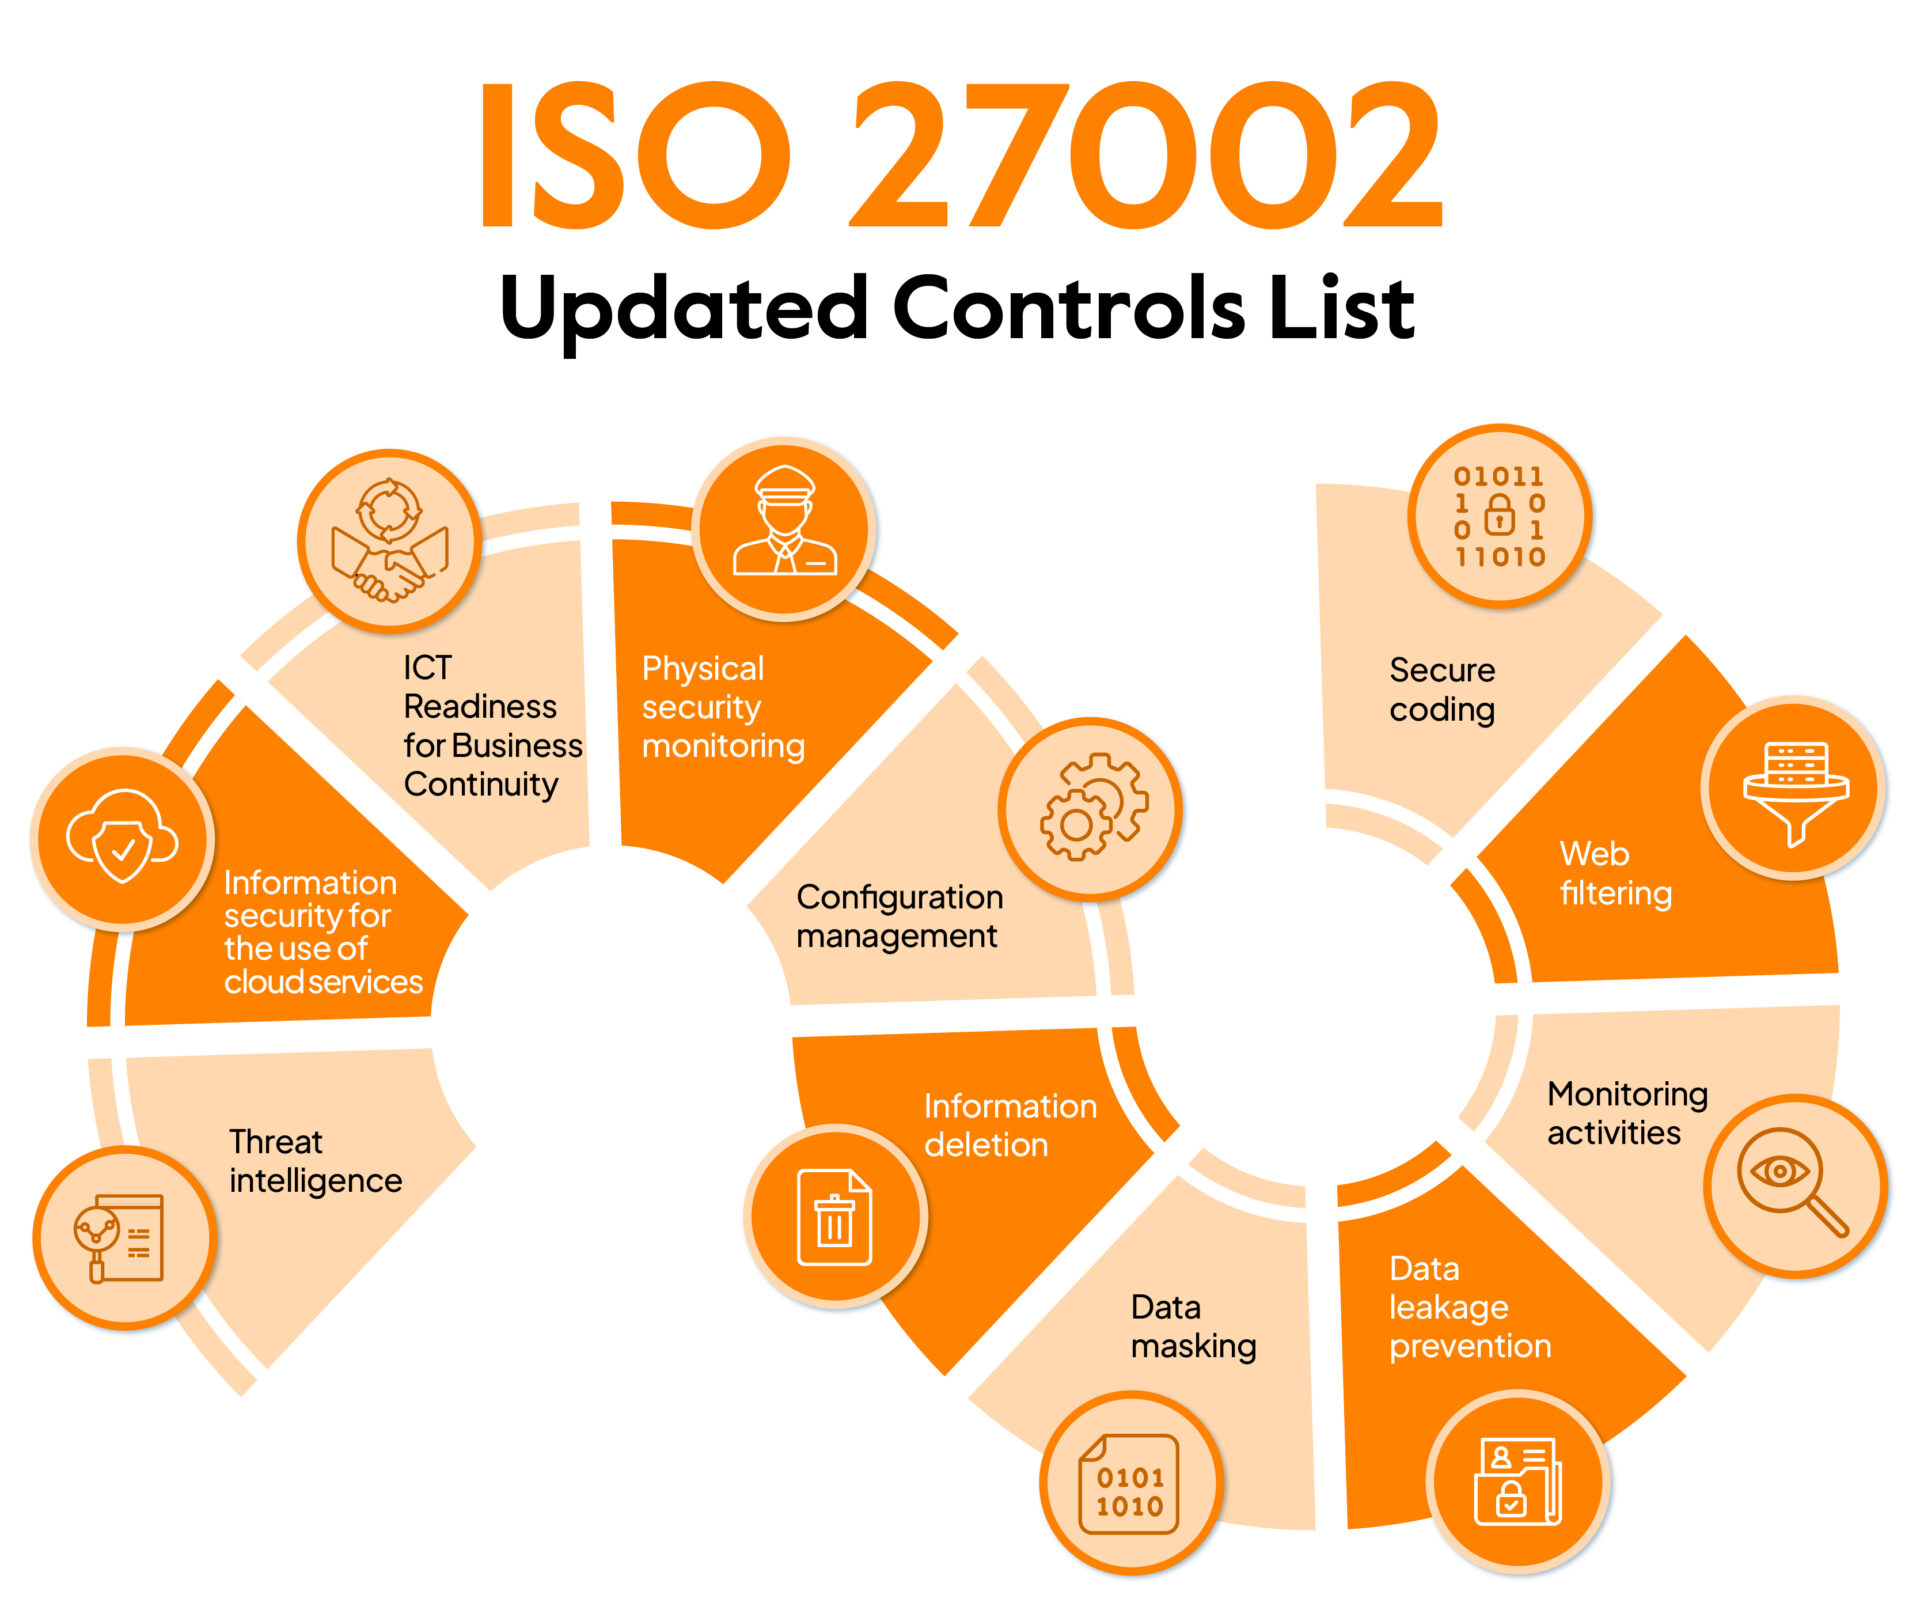 ISO 27002
Updated Controls List
Threat
intelligence
Information
security for
the use of
cloud services
ICT
Readiness
for Business
Continuity
Physical
security
monitoring
Configuration
management
Information
deletion
Data
masking
0101
1010
Data
leakage
prevention
Monitoring
activities
Web
filtering
Secure
coding
01011
1 0
0 1
11010